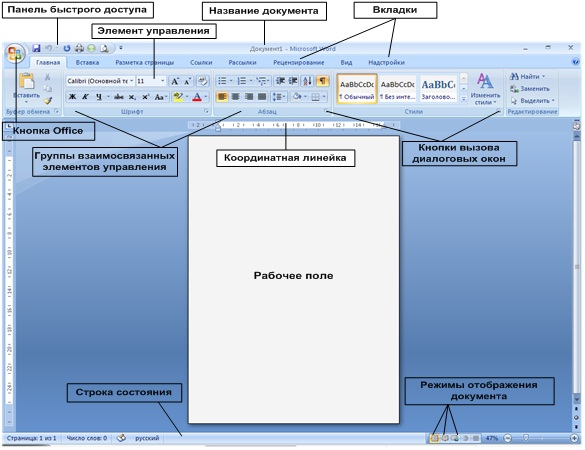 Панель быстрого доступа
Название документа
Вкладки
Элемент управления
Документ1 - Microsoft Word
Главная Вставка Разметка страницы Ссылки Рассылки Рецензирование Вид Надстройки
Calibri (Основной те 11
AaBbCcDc AaBbCcDc AaBbC
Найти
Заменить
Выделить
Вставить
¶ Обычный ¶ Без инте... Заголово...
Изменить
стили
Буфер обмена Шрифт Абзац Стили Редактирование
Кнопка Office
Группы взаимосвязанных
элементов управления
Координатная линейка
Кнопки вызова
диалоговых окон
Рабочее поле
Строка состояния
Режимы отображения
документа
Страница: 1 из 1 Число слов: 0 русский 47%